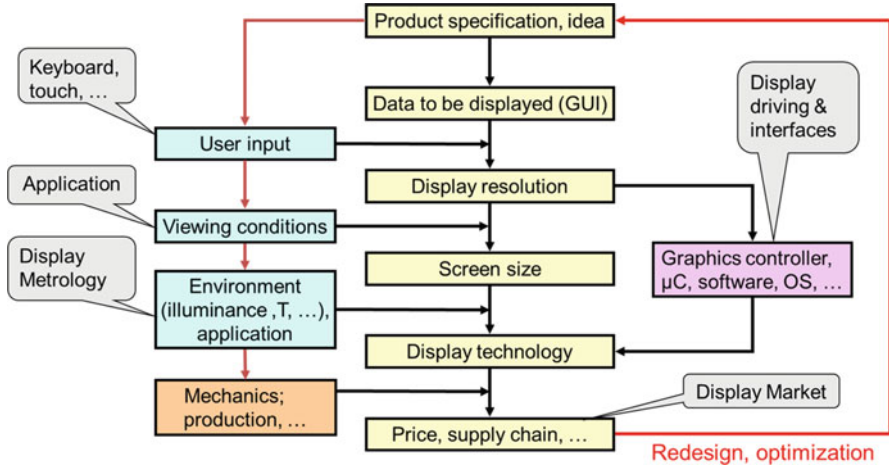 Product specification, idea
Keyboard,
touch, …
Data to be displayed (GUI)
Display
driving &
interfaces
User input
Application
Display resolution
Viewing conditions
Display
Metrology
Environment
(illuminance ,T, …),
application
Screen size
Graphics controller,
µC, software, OS, …
Display technology
Mechanics;
production, …
Display Market
Price, supply chain, …
Redesign, optimization